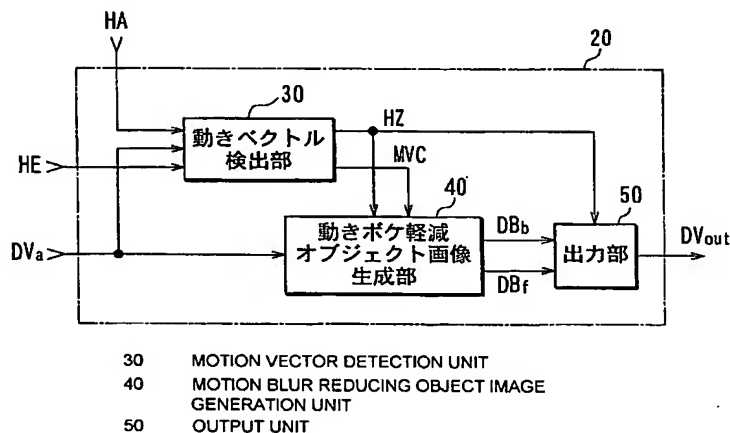 HA
20
30
動きベクトル
検出部
HZ
MVC
HE
40
50
動きボケ軽減
オブジェクト画像
生成部
DBb
DBf
出力部
DVa
DVout
30 MOTION VECTOR DETECTION UNIT
40 MOTION BLUR REDUCING OBJECT IMAGE
GENERATION UNIT
50 OUTPUT UNIT